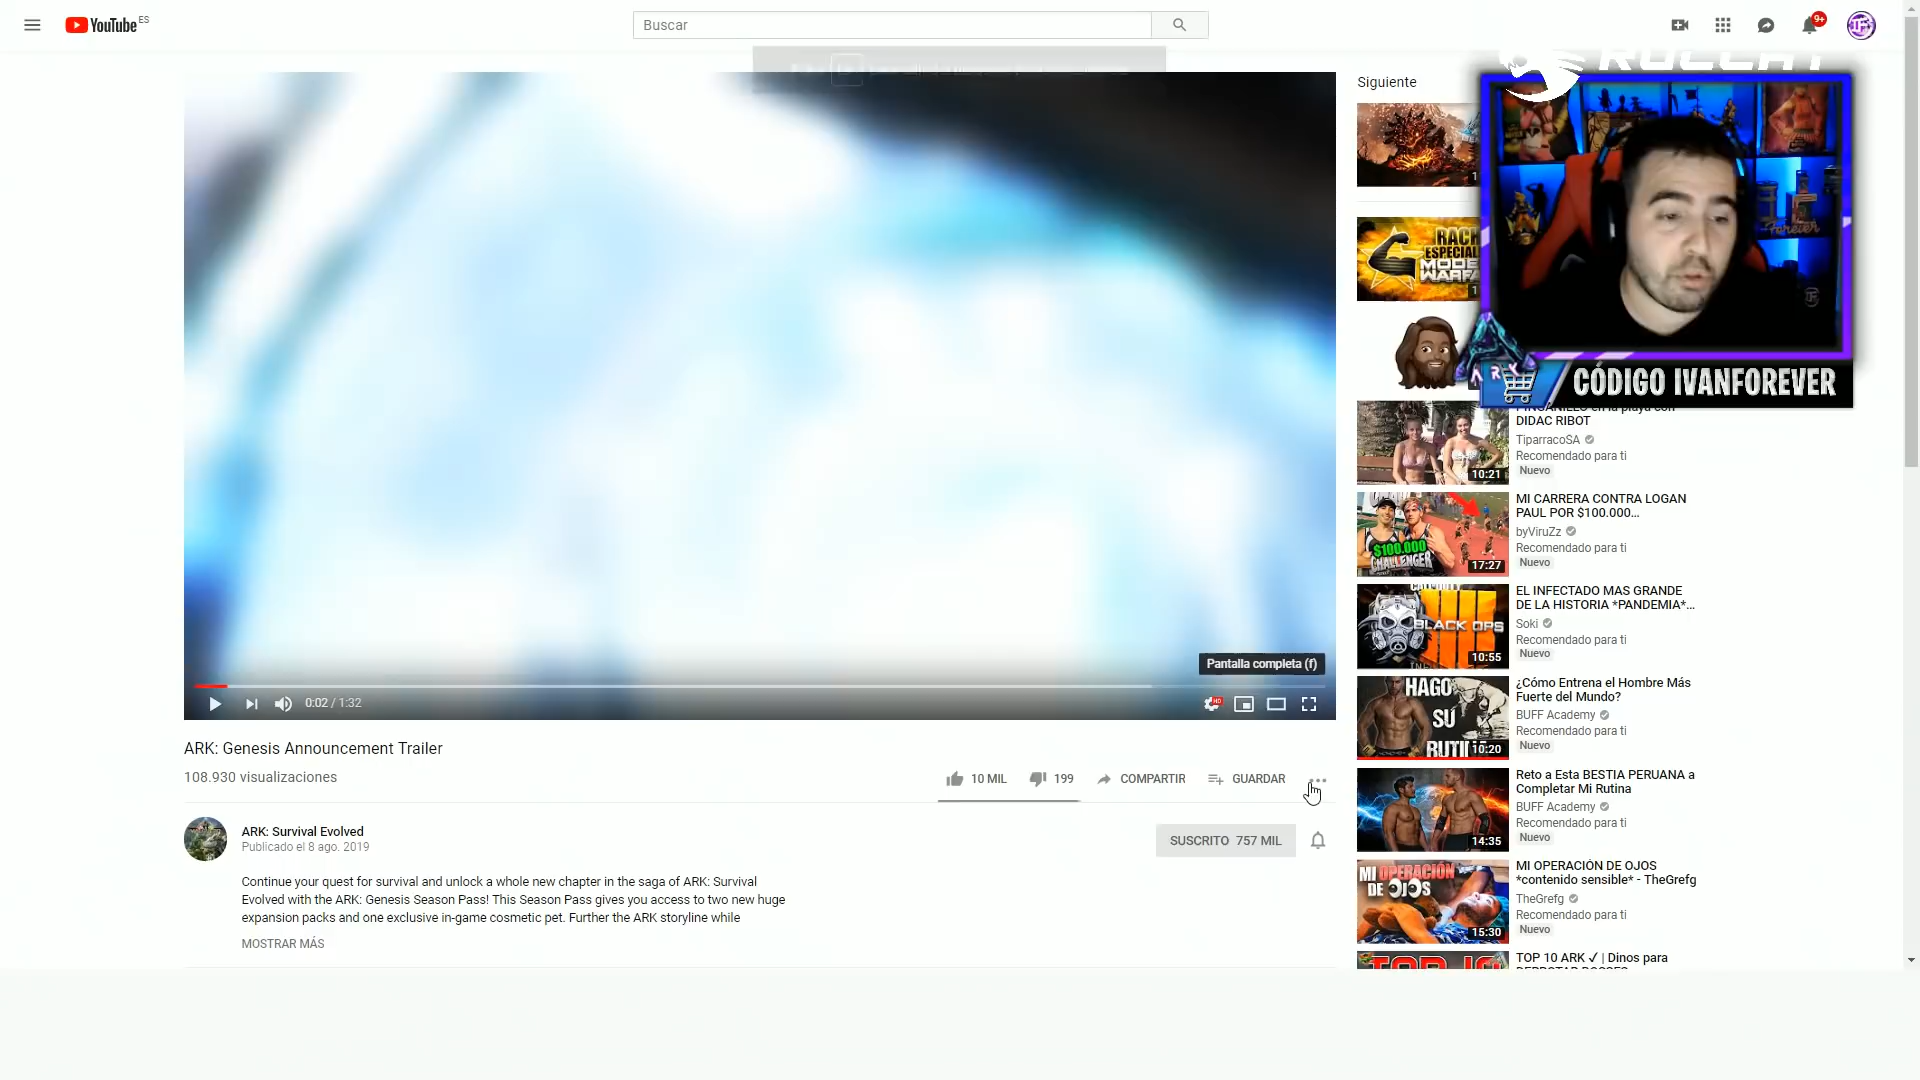 YouTube ES
Buscar
9+
Siguiente
ROCCAT
RACH
ESPECIAL
MODE
WARFA
Forever
ARK
CÓDIGO IVANFOREVER
DIDAC RIBOT
TiparracoSA
Recomendado para ti
Nuevo
10:21
MI CARRERA CONTRA LOGAN
PAUL POR $100.000...
byViruZz
Recomendado para ti
Nuevo
$100.000
CHALLENGER
17:27
EL INFECTADO MAS GRANDE
DE LA HISTORIA *PANDEMIA*...
Soki
Recomendado para ti
Nuevo
BLACK OPS
10:55
¿Cómo Entrena el Hombre Más
Fuerte del Mundo?
BUFF Academy
Recomendado para ti
Nuevo
HAGO
SU
RUTIN
10:20
Reto a Esta BESTIA PERUANA a
Completar Mi Rutina
BUFF Academy
Recomendado para ti
Nuevo
14:35
MI OPERACIÓN DE OJOS
*contenido sensible* - TheGrefg
TheGrefg
Recomendado para ti
Nuevo
MI OPERACIÓN
DE OJOS
15:30
TOP 10 ARK ✓ | Dinos para
TOP 10
Pantalla completa (f)
0:02 / 1:32
HD
ARK: Genesis Announcement Trailer
108.930 visualizaciones
10 MIL
199
COMPARTIR
GUARDAR
ARK: Survival Evolved
Publicado el 8 ago. 2019
SUSCRITO 757 MIL
Continue your quest for survival and unlock a whole new chapter in the saga of ARK: Survival
Evolved with the ARK: Genesis Season Pass! This Season Pass gives you access to two new huge
expansion packs and one exclusive in-game cosmetic pet. Further the ARK storyline while
MOSTRAR MÁS